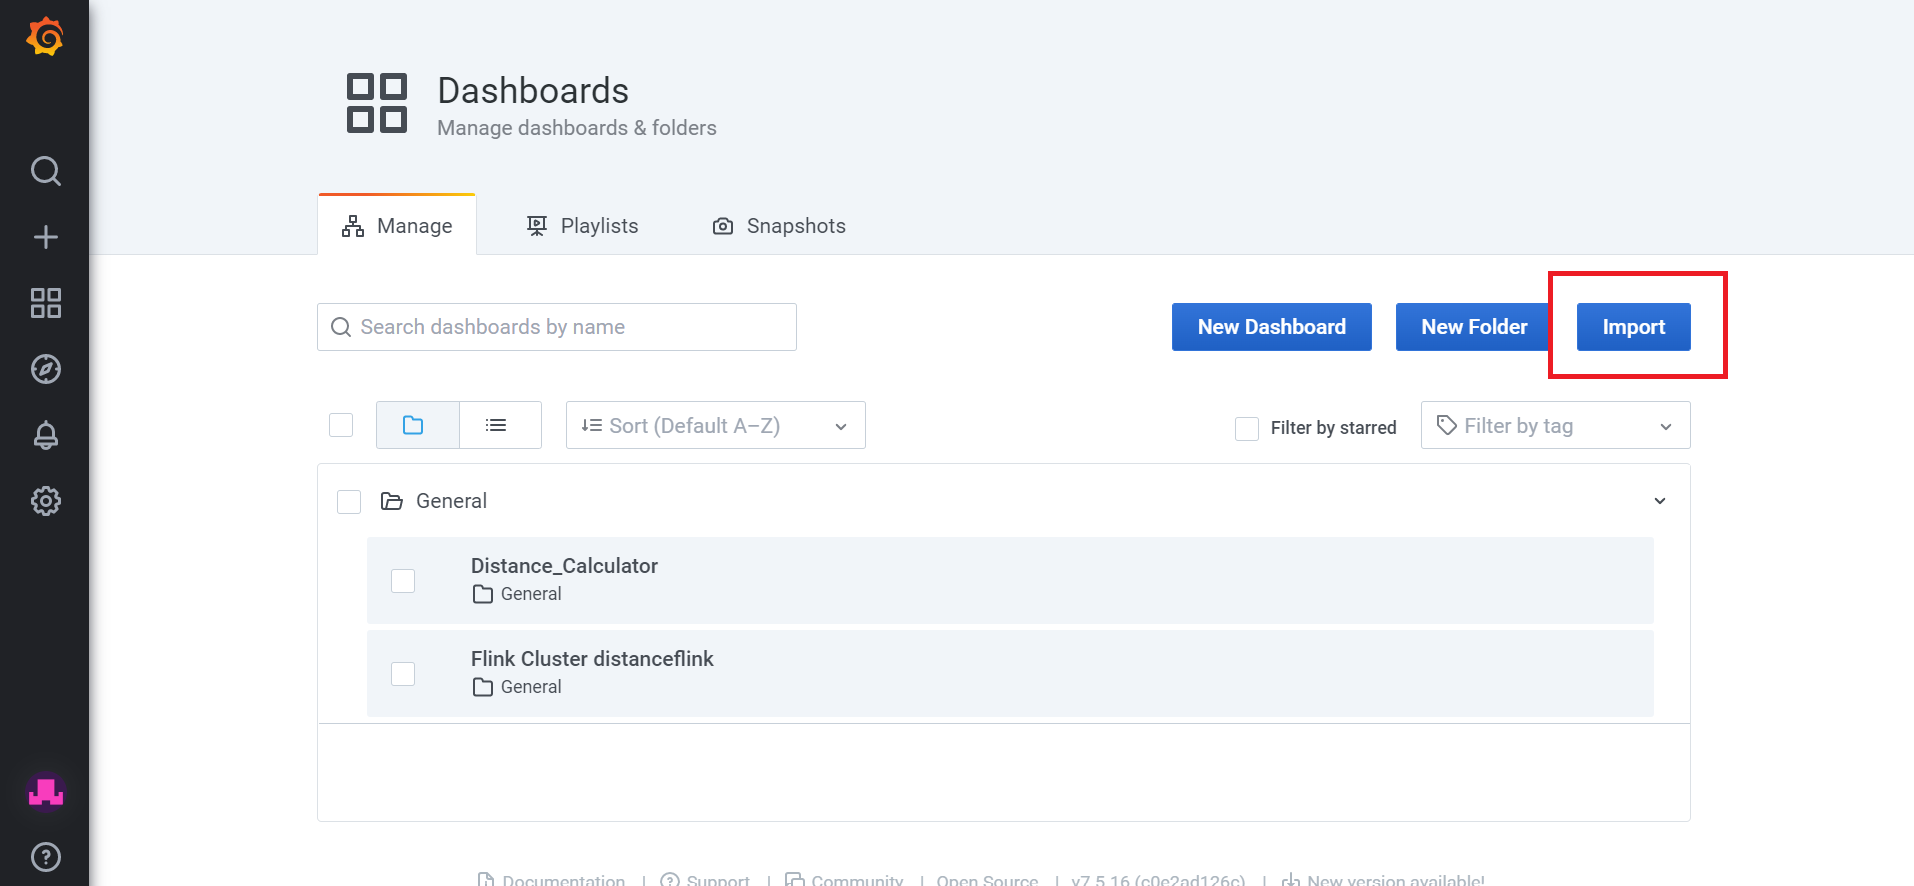 Dashboards
Manage dashboards & folders
Manage
Playlists
Snapshots
Search dashboards by name
New Dashboard
New Folder
Import
Sort (Default A–Z)
Filter by starred
Filter by tag
General
Distance_Calculator
General
Flink Cluster distanceflink
General
Documentation | Support | Community | Open Source | v7.5.16 (c0e2ad126c) | New version available!